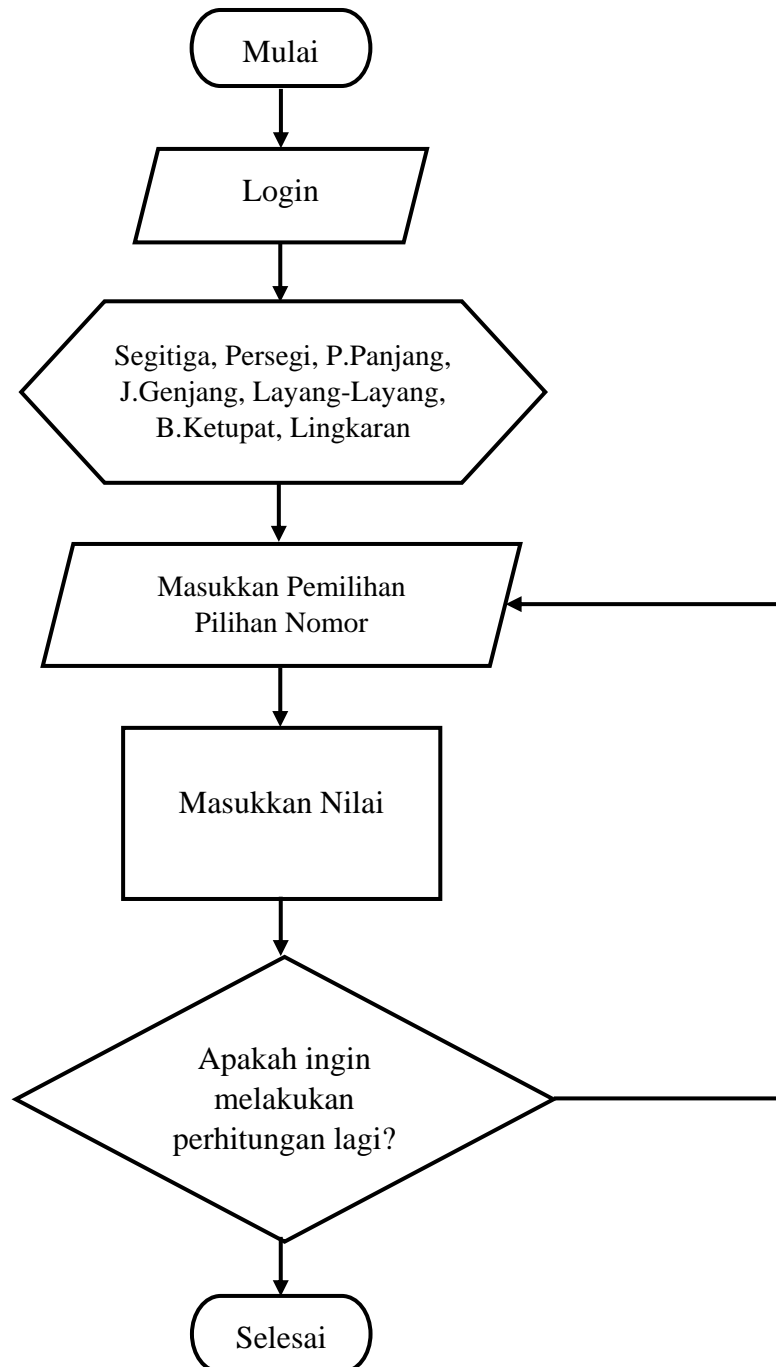 Mulai
Login
Segitiga, Persegi, P.Panjang,
J.Genjang, Layang-Layang,
B.Ketupat, Lingkaran
Masukkan Pemilihan
Pilihan Nomor
Masukkan Nilai
Apakah ingin
melakukan
perhitungan lagi?
Selesai